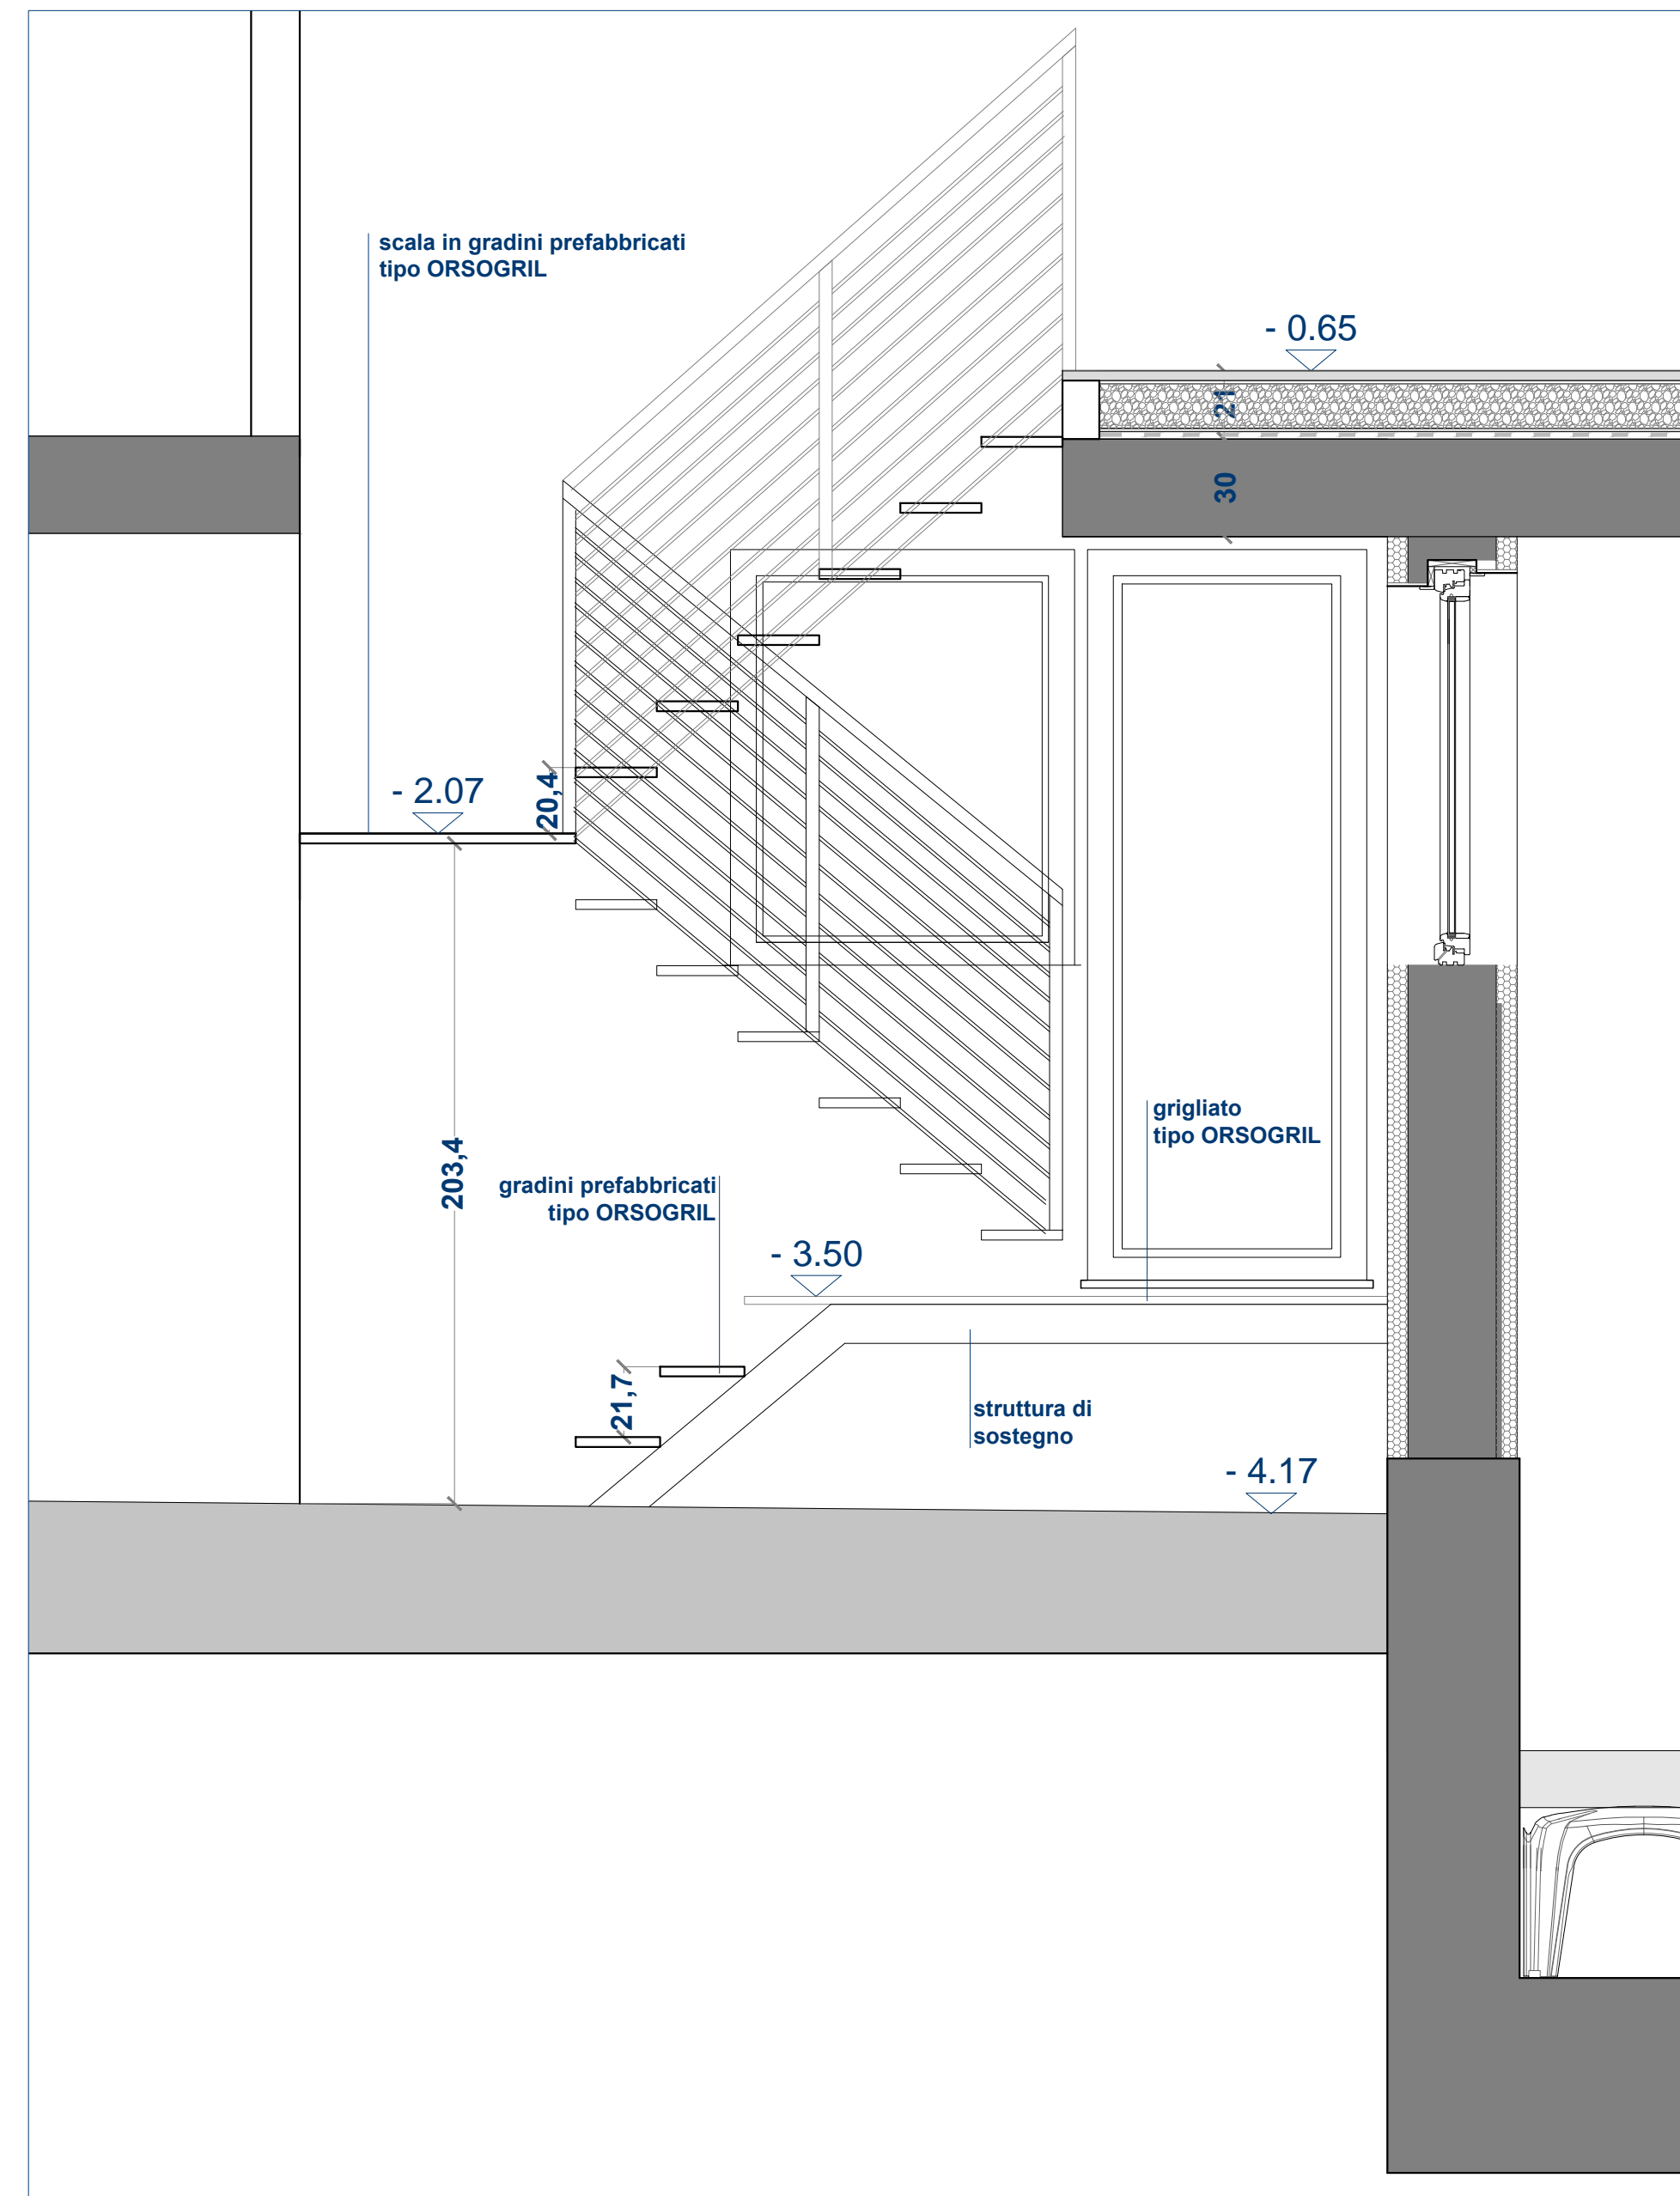 scala in gradini prefabbricati
tipo ORSOGRIL
- 0.65
21
30
- 2.07
20,4
203,4
grigliato
tipo ORSOGRIL
gradini prefabbricati
tipo ORSOGRIL
- 3.50
21,7
struttura di
sostegno
- 4.17